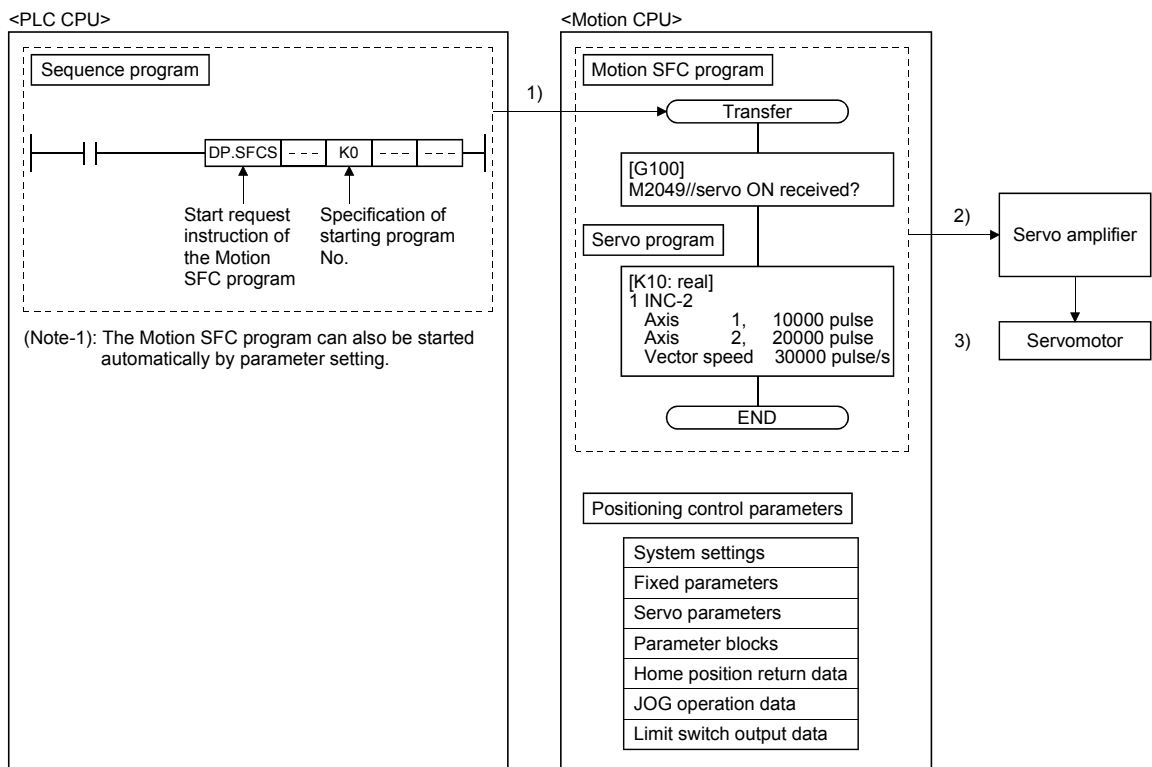 <PLC CPU>
Sequence program
DP.SFCS --- K0 --- ---
Start request
instruction of
the Motion
SFC program
Specification of
starting program
No.
(Note-1): The Motion SFC program can also be started
automatically by parameter setting.
1)
<Motion CPU>
Motion SFC program
Transfer
[G100]
M2049//servo ON received?
Servo program
[K10: real]
1 INC-2
Axis 1, 10000 pulse
Axis 2, 20000 pulse
Vector speed 30000 pulse/s
END
Positioning control parameters
System settings
Fixed parameters
Servo parameters
Parameter blocks
Home position return data
JOG operation data
Limit switch output data
2)
Servo amplifier
3)
Servomotor